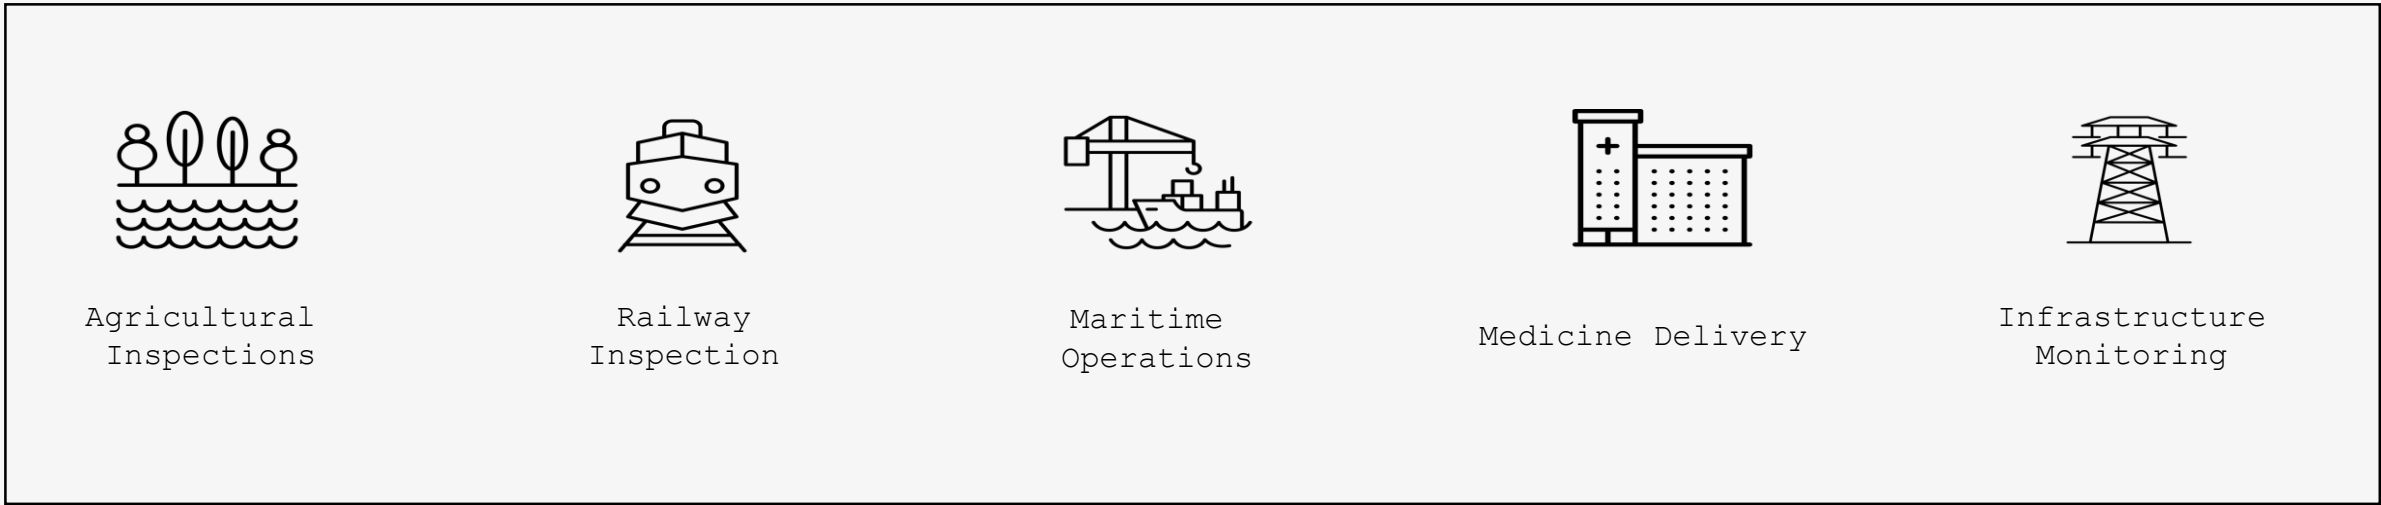 Agricultural
Inspections
Railway
Inspection
Maritime
Operations
Medicine Delivery
Infrastructure
Monitoring